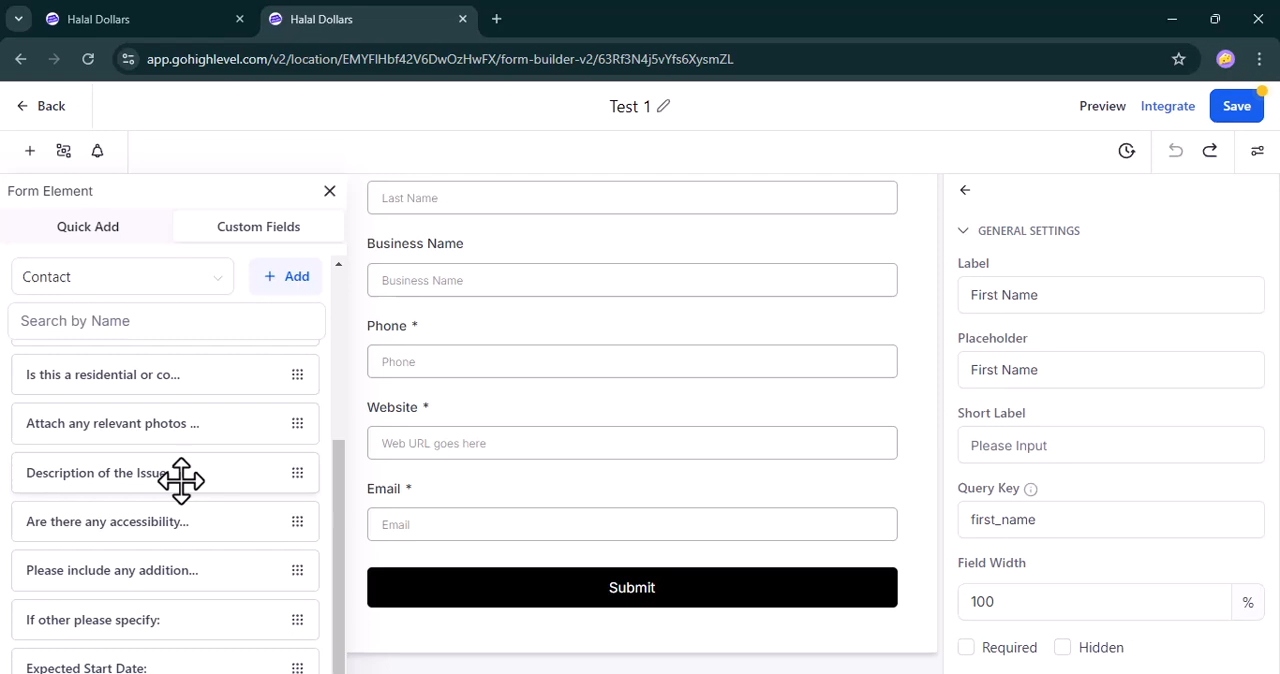 Halal Dollars
Halal Dollars
app.gohighlevel.com/v2/location/EMYFlHbf42V6DwOzHwFX/form-builder-v2/63Rf3N4j5vYfs6XysmZL
Back
Test 1
Preview
Integrate
Save
Form Element
Quick Add
Custom Fields
Contact
+ Add
Search by Name
Is this a residential or co...
Attach any relevant photos ...
Description of the Issue
Are there any accessibility...
Please include any addition...
If other please specify:
Expected Start Date:
Last Name
Business Name
Business Name
Phone *
Phone
Website *
Web URL goes here
Email *
Email
Submit
GENERAL SETTINGS
Label
First Name
Placeholder
First Name
Short Label
Please Input
Query Key
first_name
Field Width
100 %
Required Hidden